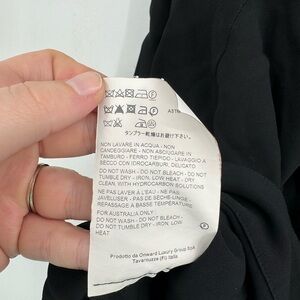 タンブラー乾燥はお避け下さい。
NON LAVARE IN ACQUA - NON
CANDEGGIARE - NON ASCIUGARE IN
TAMBURO - FERRO TIEPIDO - LAVAGGIO A
SECCO CON IDROCARBURI, DELICATO
DO NOT WASH - DO NOT BLEACH - DO NOT
TUMBLE DRY - IRON, LOW HEAT - DRY
CLEAN, WITH HYDROCARBON SOLUTIONS
NE PAS LAVER A L'EAU - NE PAS
JAVELLISER - PAS DE SÈCHE-LINGE -
REPASSAGE À BASSE TEMPÉRATURE
FOR AUSTRALIA ONLY:
DO NOT WASH - DO NOT BLEACH - DO NOT
TUMBLE DRY - IRON, LOW
HEAT - DRY
Prodotto da Onward Luxury Group SpA
Tavarnuzze (Fi) Italia